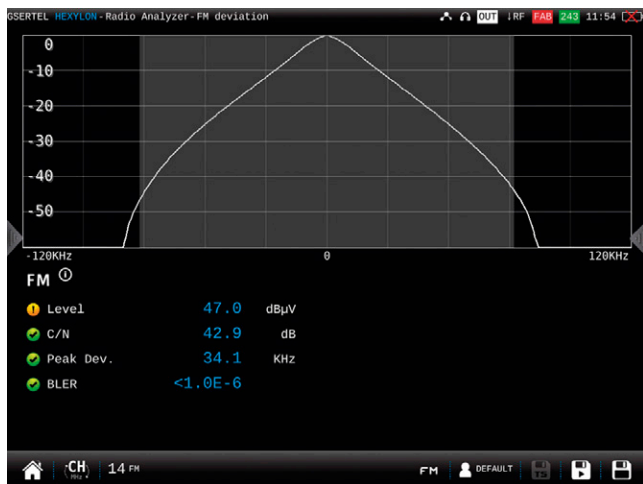 GSERTEL HEXYLON-Radio Analyzer-FM deviation OUT ↓RF FAB 243 11:54
0
-10
-20
-30
-40
-50
-120KHz 0 120KHz
FM
Level 47.0 dBµV
C/N 42.9 dB
Peak Dev. 34.1 KHz
BLER <1.0E-6
CH MHz 14 FM FM DEFAULT TS